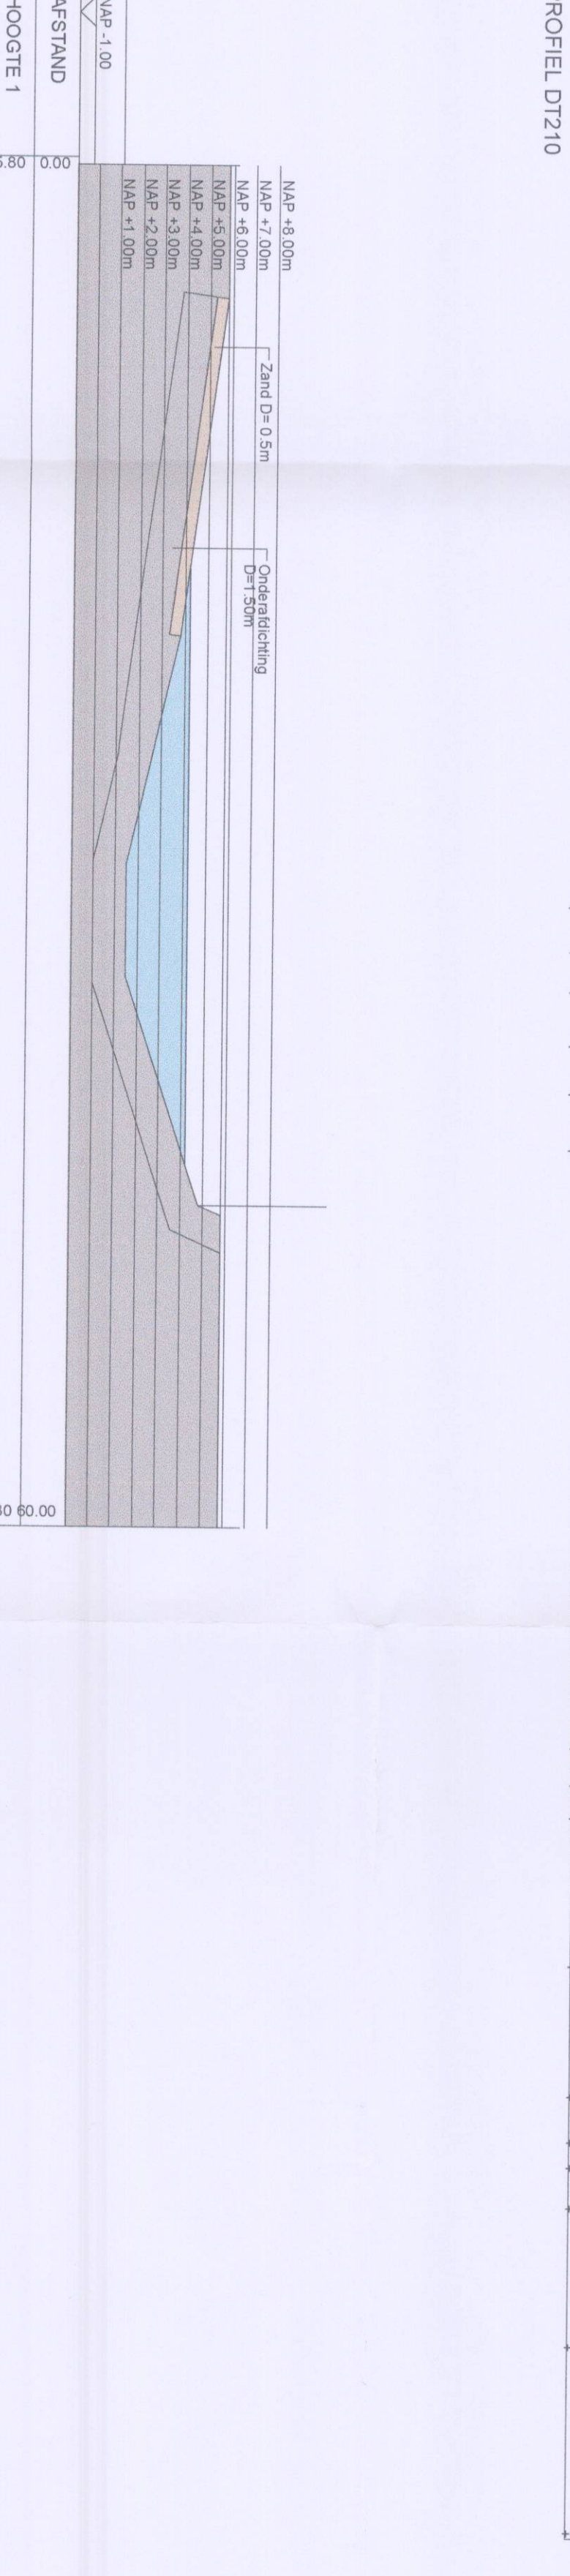 ROFIEL DT210
NAP +8.00m
NAP +7.00m
NAP +6.00m
NAP +5.00m
NAP +4.00m
NAP +3.00m
NAP +2.00m
NAP +1.00m
Zand D= 0.5m
Onderafdichting
D=1.50m
NAP -1.00
AFSTAND
0.00
60.00
HOOGTE 1
5.80